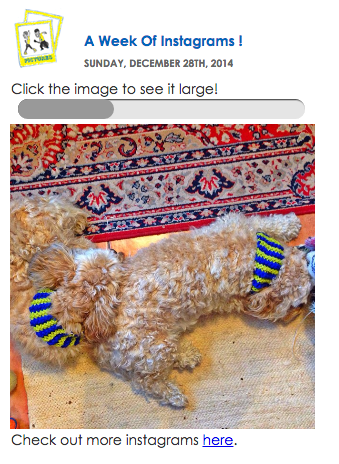 PICTURES
A Week Of Instagrams !
SUNDAY, DECEMBER 28TH, 2014
Click the image to see it large!
Check out more instagrams here.